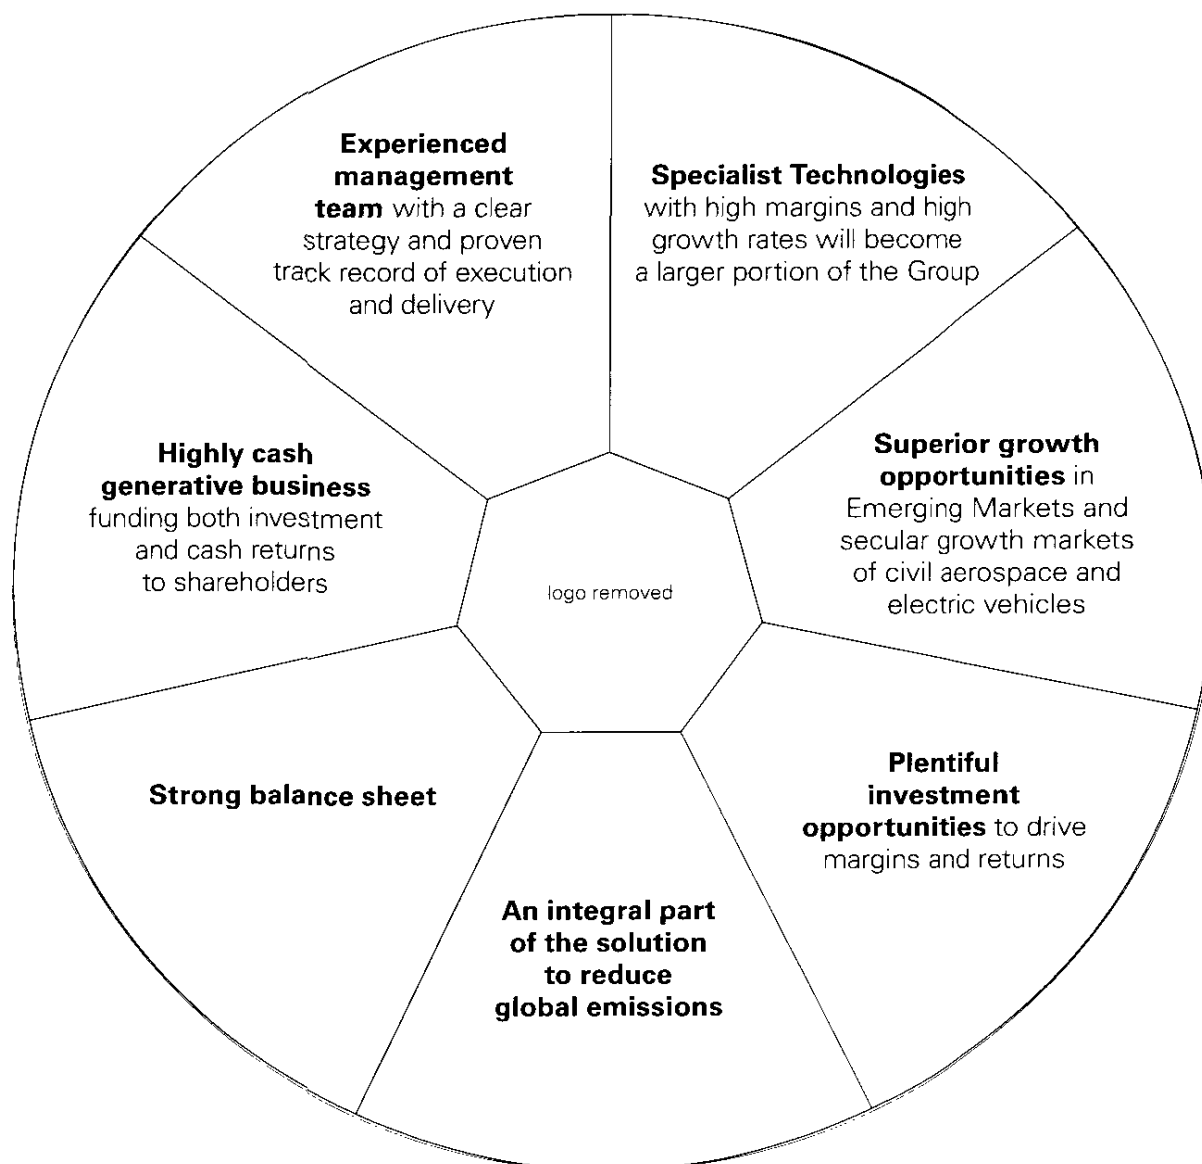 Experienced
management
team with a clear
strategy and proven
track record of execution
and delivery
Specialist Technologies
with high margins and high
growth rates will become
a larger portion of the Group
Superior growth
opportunities in
Emerging Markets and
secular growth markets
of civil aerospace and
electric vehicles
Plentiful
investment
opportunities to drive
margins and returns
An integral part
of the solution
to reduce
global emissions
Strong balance sheet
Highly cash
generative business
funding both investment
and cash returns
to shareholders
logo removed